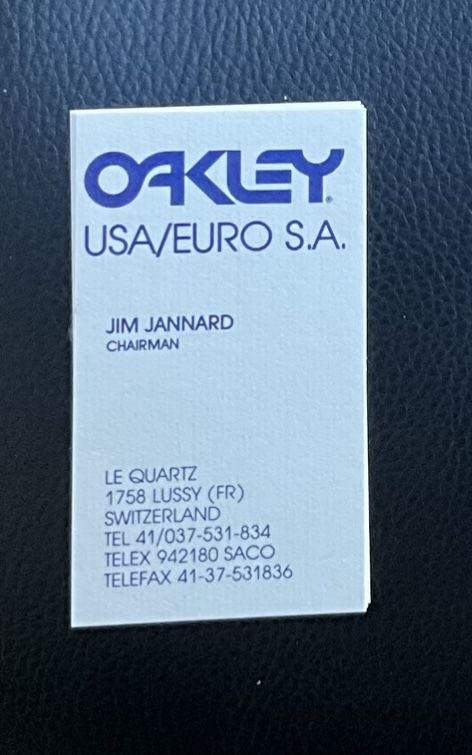 OAKLEY®
USA/EURO S.A.
JIM JANNARD
CHAIRMAN
LE QUARTZ
1758 LUSSY (FR)
SWITZERLAND
TEL 41/037-531-834
TELEX 942180 SACO
TELEFAX 41-37-531836